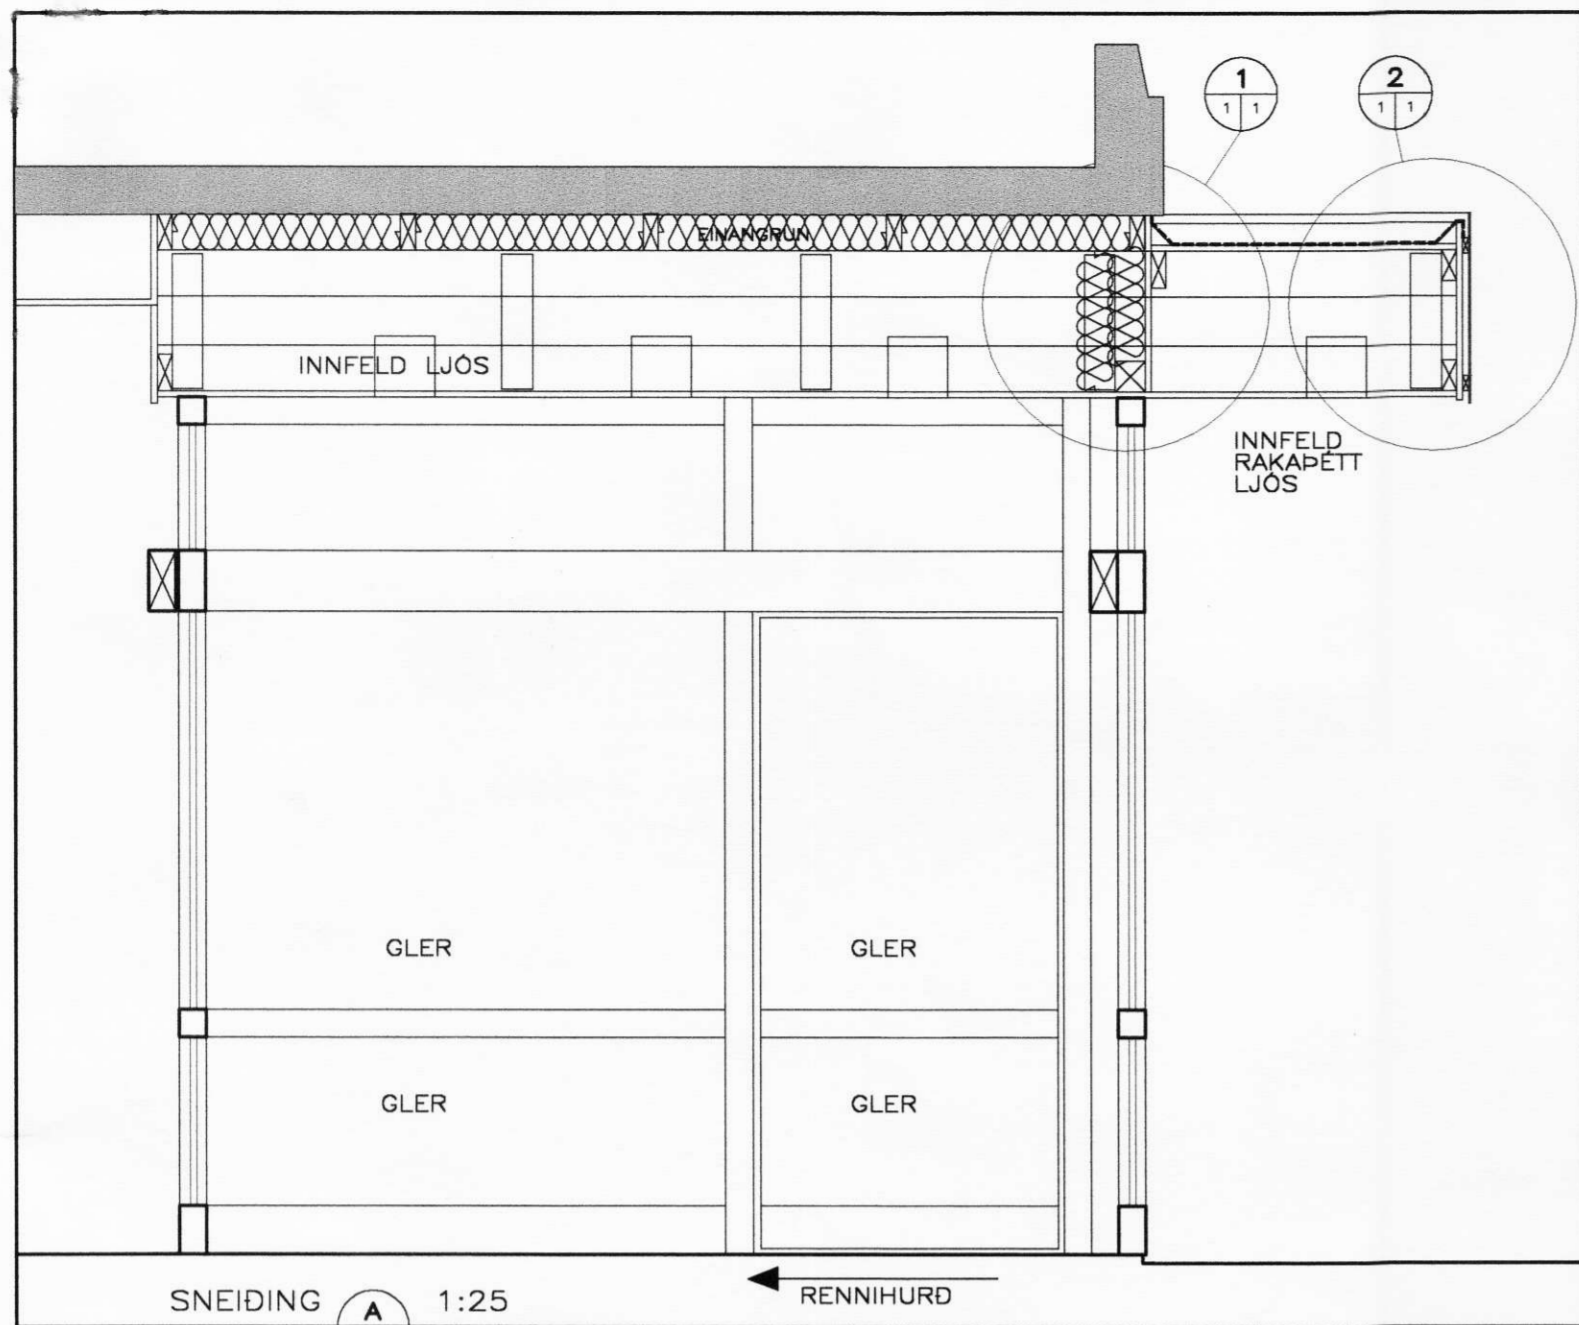 1
1 1
2
1 1
EINANGRUN
INNFELD LJÓS
INNFELD
RAKAÞÉTT
LJÓS
GLER
GLER
GLER
GLER
RENNIHURÐ
SNEIÐING A 1:25